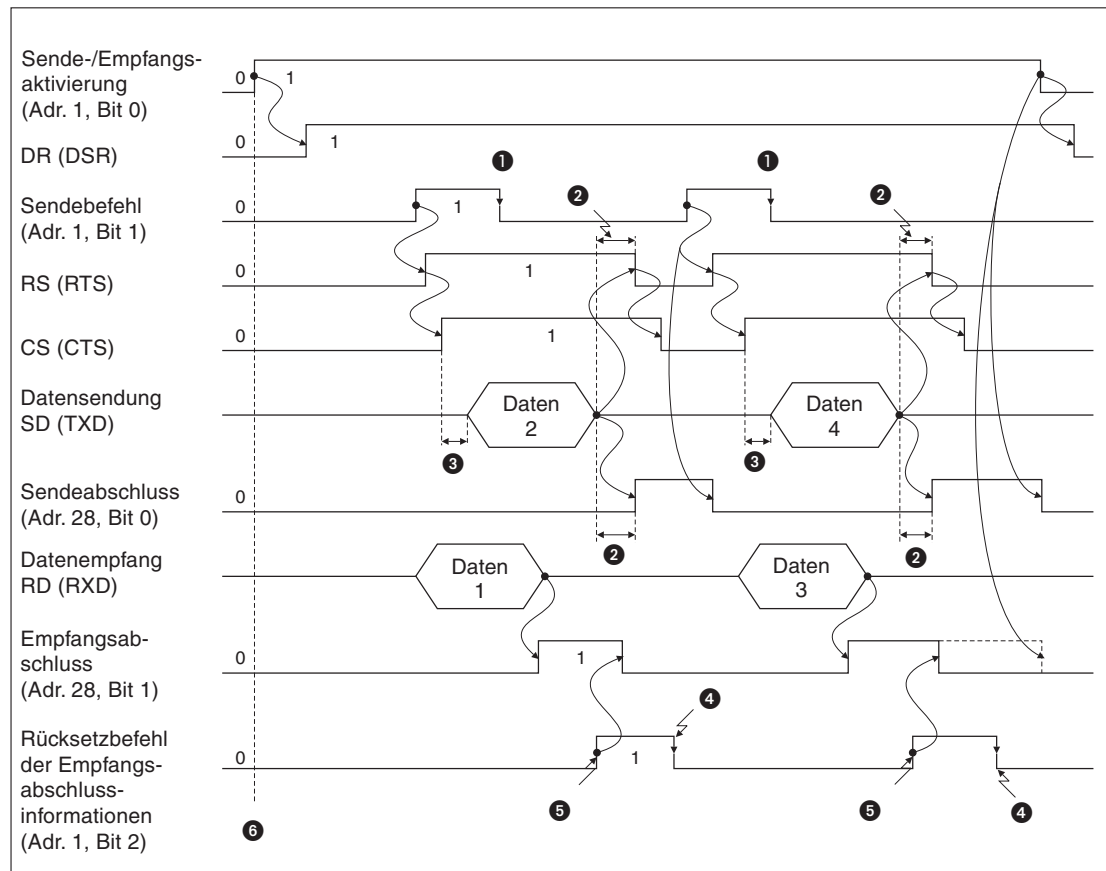 Sende-/Empfangs-
aktivierung
(Adr. 1, Bit 0)
0
1
DR (DSR)
0
1
❶
❶
Sendebefehl
(Adr. 1, Bit 1)
0
1
❷
❷
RS (RTS)
0
1
CS (CTS)
0
1
Datensendung
SD (TXD)
Daten
2
Daten
4
❸
❸
Sendeabschluss
(Adr. 28, Bit 0)
0
❷
❷
Datenempfang
RD (RXD)
Daten
1
Daten
3
Empfangsab-
schluss
(Adr. 28, Bit 1)
0
1
❹
Rücksetzbefehl
der Empfangs-
abschluss-
informationen
(Adr. 1, Bit 2)
0
1
❺
❺
❹
❻